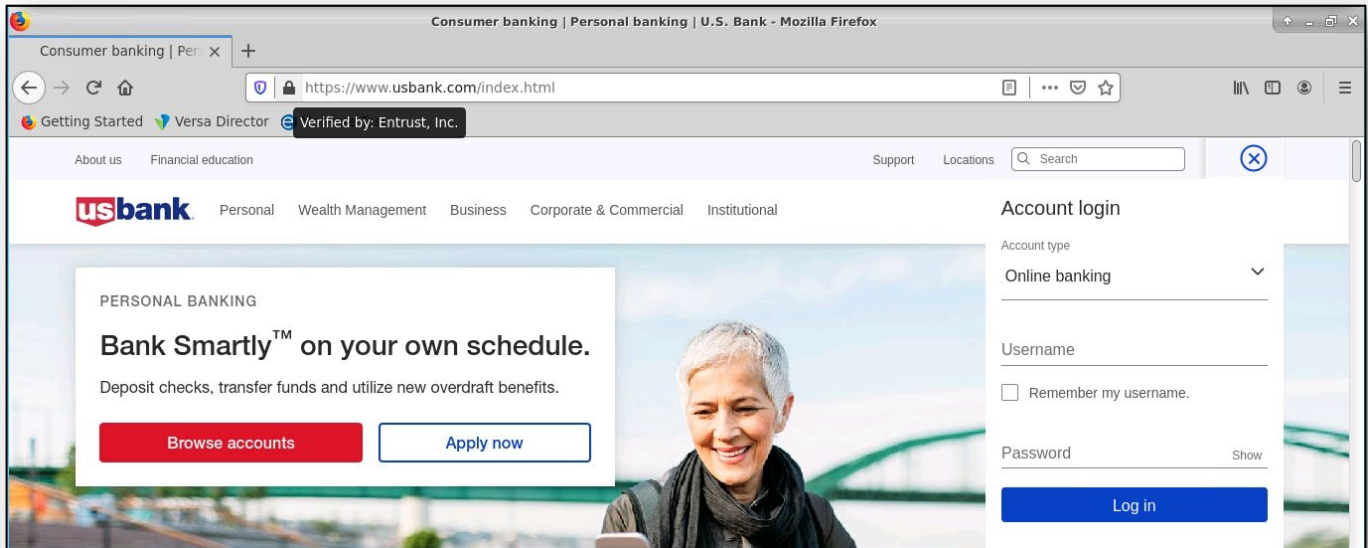 Consumer banking | Personal banking | U.S. Bank - Mozilla Firefox
Consumer banking | Pers
https://www.usbank.com/index.html
Getting Started Versa Director
Verified by: Entrust, Inc.
About us Financial education Support Locations Search
usbank Personal Wealth Management Business Corporate & Commercial Institutional
Account login
Account type
Online banking
PERSONAL BANKING
Bank Smartly™ on your own schedule.
Deposit checks, transfer funds and utilize new overdraft benefits.
Browse accounts Apply now
Username
Remember my username.
Password Show
Log in